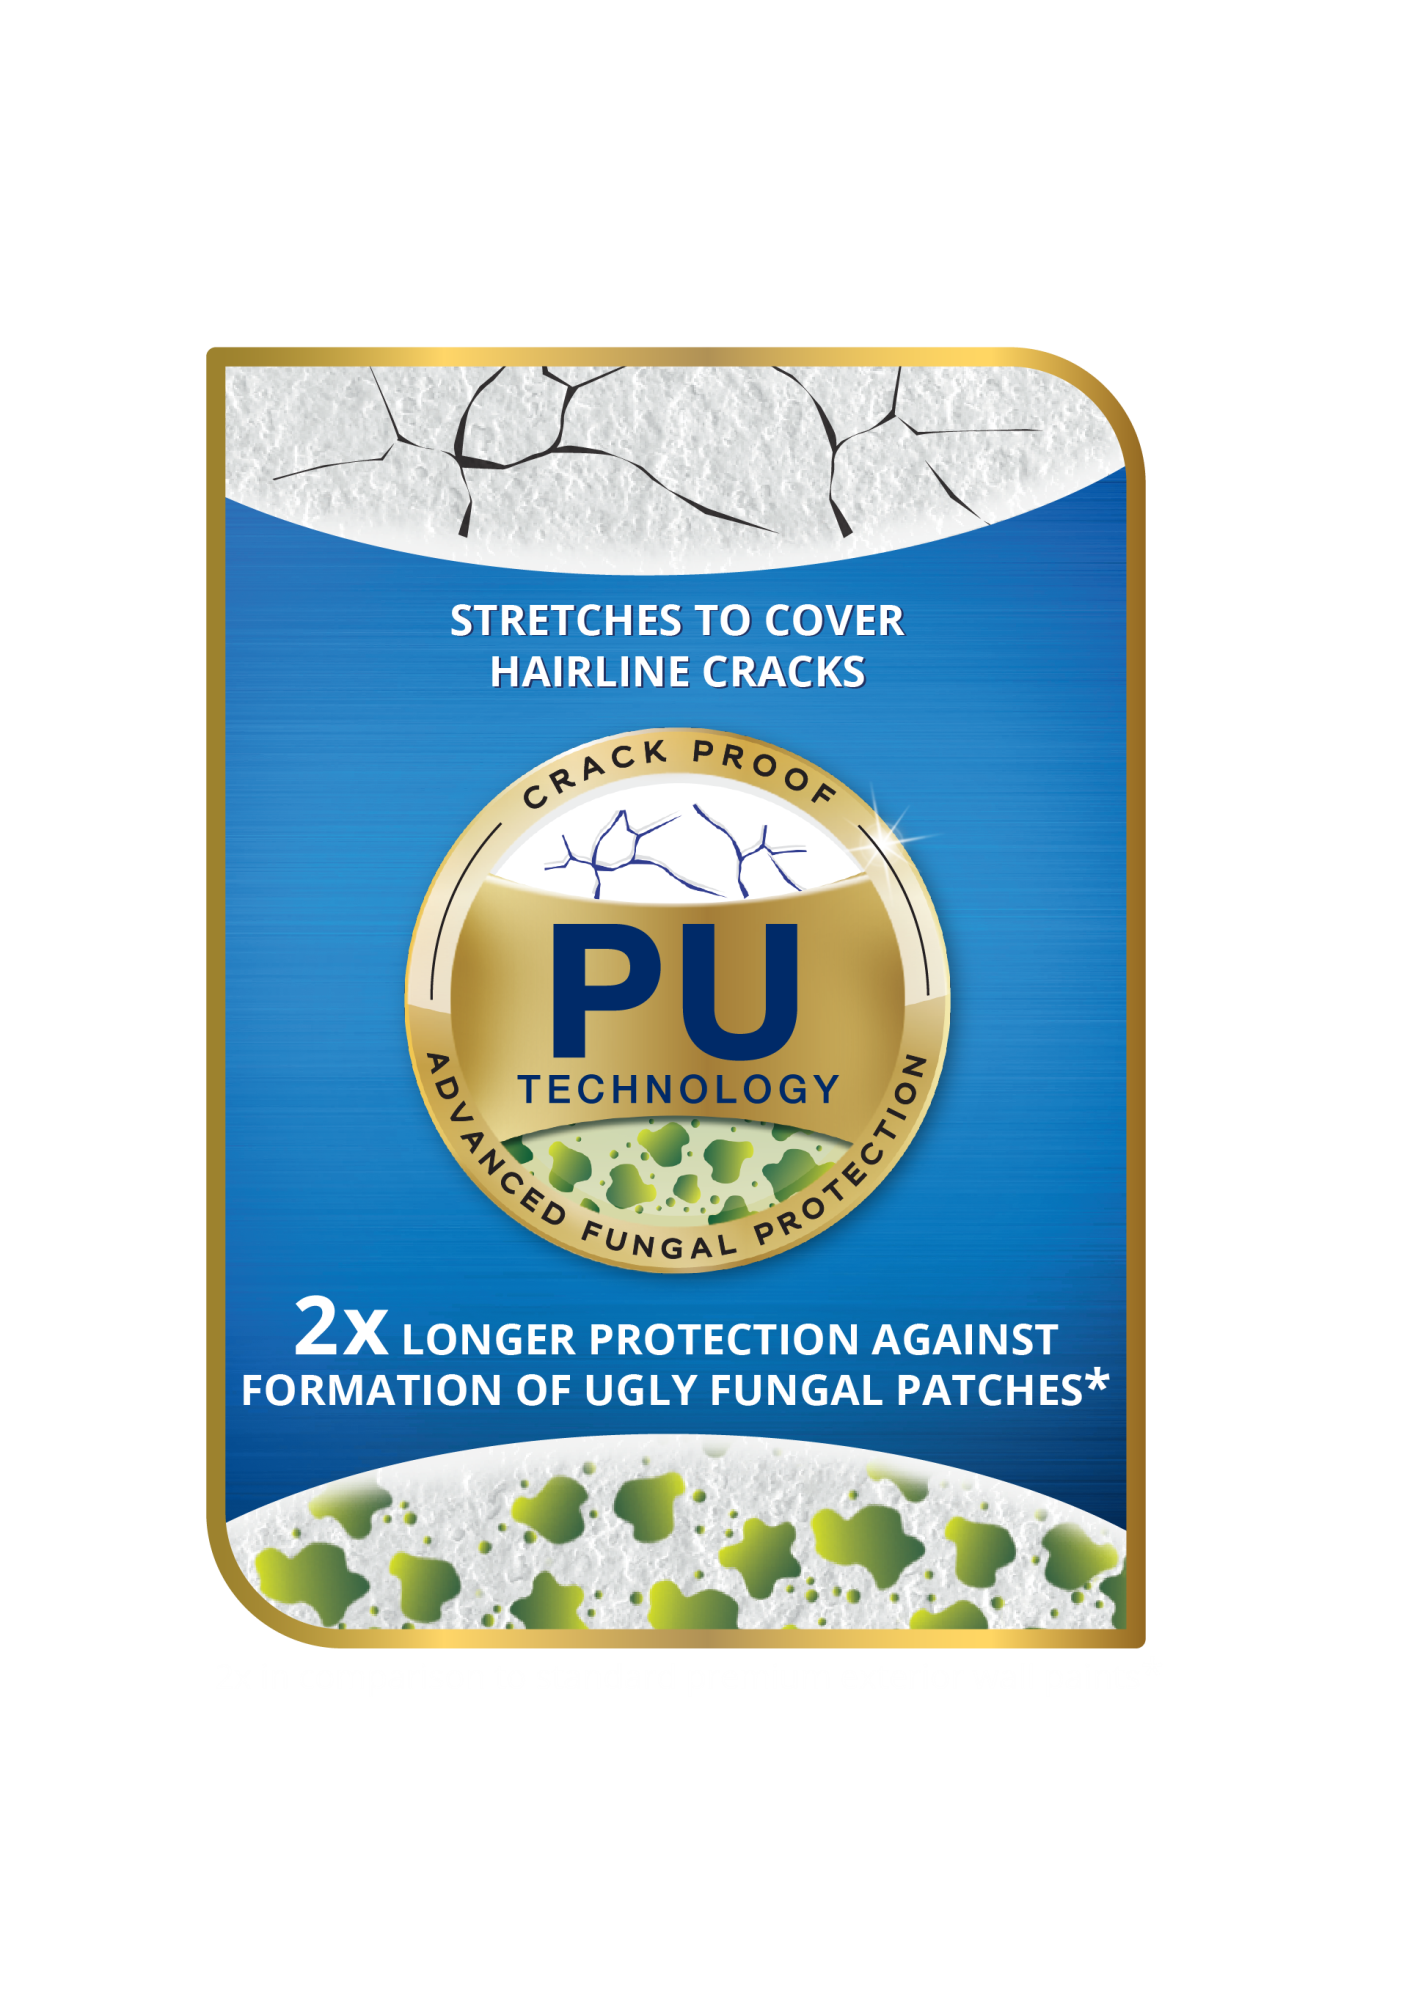 STRETCHES TO COVER
HAIRLINE CRACKS
CRACK PROOF
PU
TECHNOLOGY
ADVANCED FUNGAL PROTECTION
2x LONGER PROTECTION AGAINST
FORMATION OF UGLY FUNGAL PATCHES*